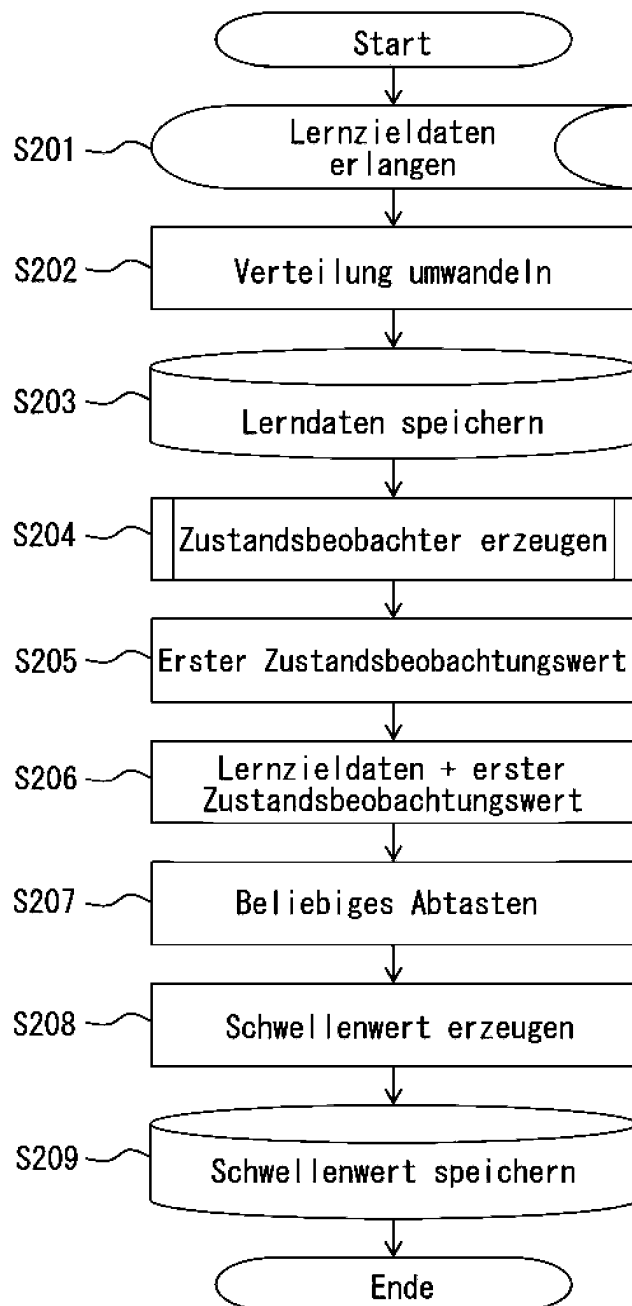 Start
S201
Lernzieldaten
erlangen
S202
Verteilung umwandeln
S203
Lerndaten speichern
S204
Zustandsbeobachter erzeugen
S205
Erster Zustandsbeobachtungswert
S206
Lernzieldaten + erster
Zustandsbeobachtungswert
S207
Beliebiges Abtasten
S208
Schwellenwert erzeugen
S209
Schwellenwert speichern
Ende